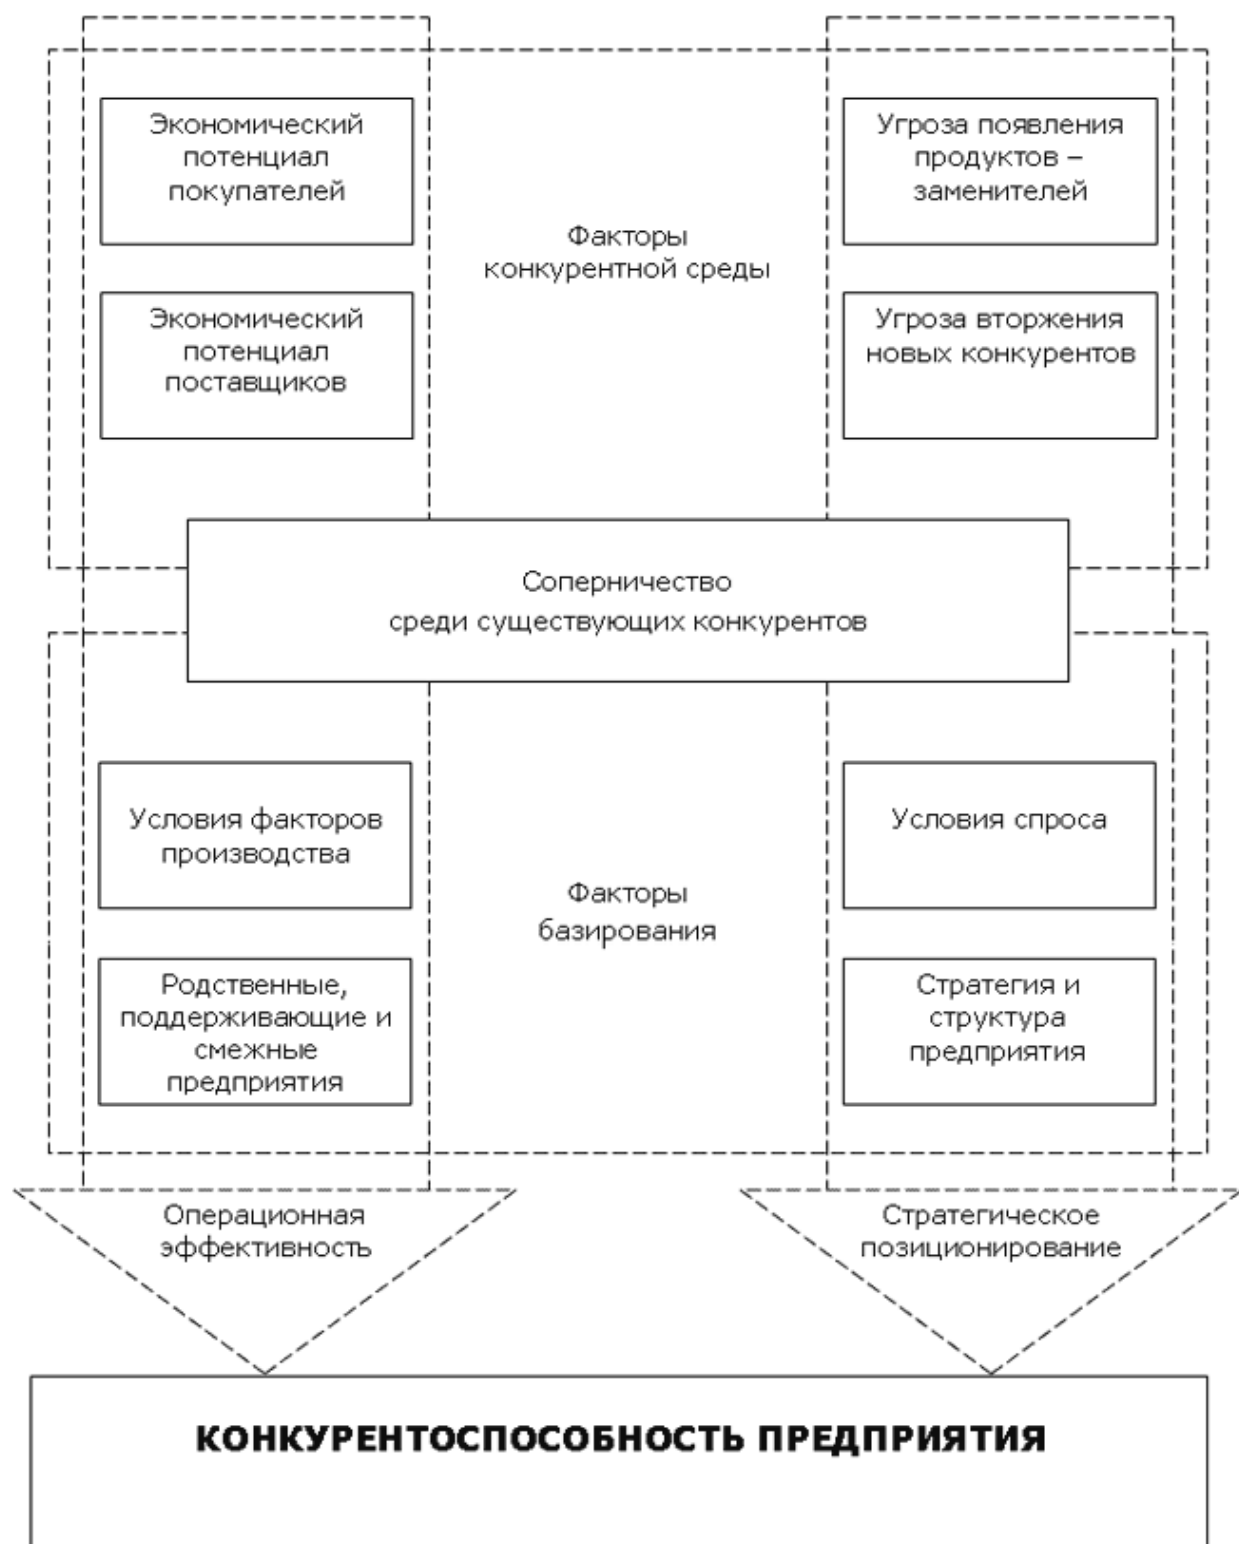 Экономический
потенциал
покупателей
Угроза появления
продуктов –
заменителей
Факторы
конкурентной среды
Экономический
потенциал
поставщиков
Угроза вторжения
новых конкурентов
Соперничество
среди существующих конкурентов
Условия факторов
производства
Условия спроса
Факторы
базирования
Родственные,
поддерживающие и
смежные
предприятия
Стратегия и
структура
предприятия
Операционная
эффективность
Стратегическое
позиционирование
КОНКУРЕНТОСПОСОБНОСТЬ ПРЕДПРИЯТИЯ